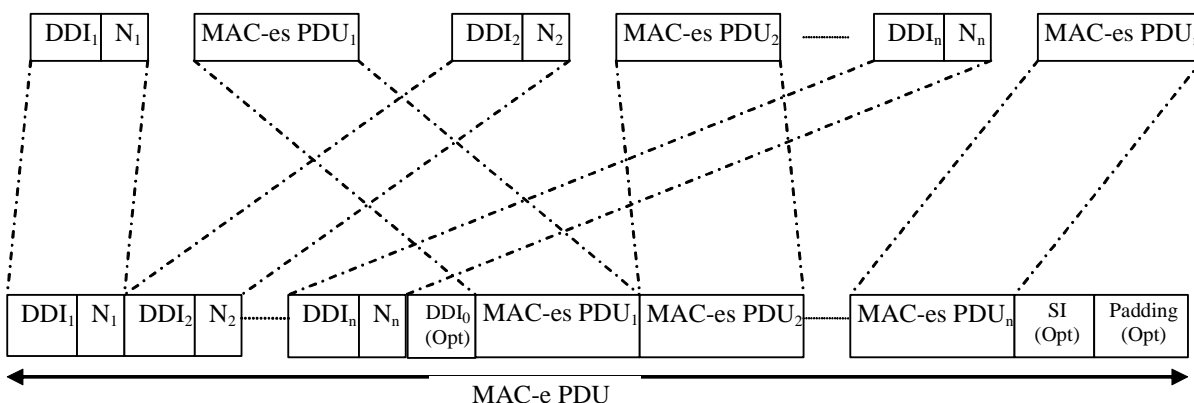 DDI₁ N₁ MAC-es PDU₁ DDI₂ N₂ MAC-es PDU₂ DDIₙ Nₙ MAC-es PDU
DDI₁ N₁ DDI₂ N₂ DDIₙ Nₙ DDI₀ (Opt) MAC-es PDU₁ MAC-es PDU₂ MAC-es PDUₙ SI (Opt) Padding (Opt)
MAC-e PDU